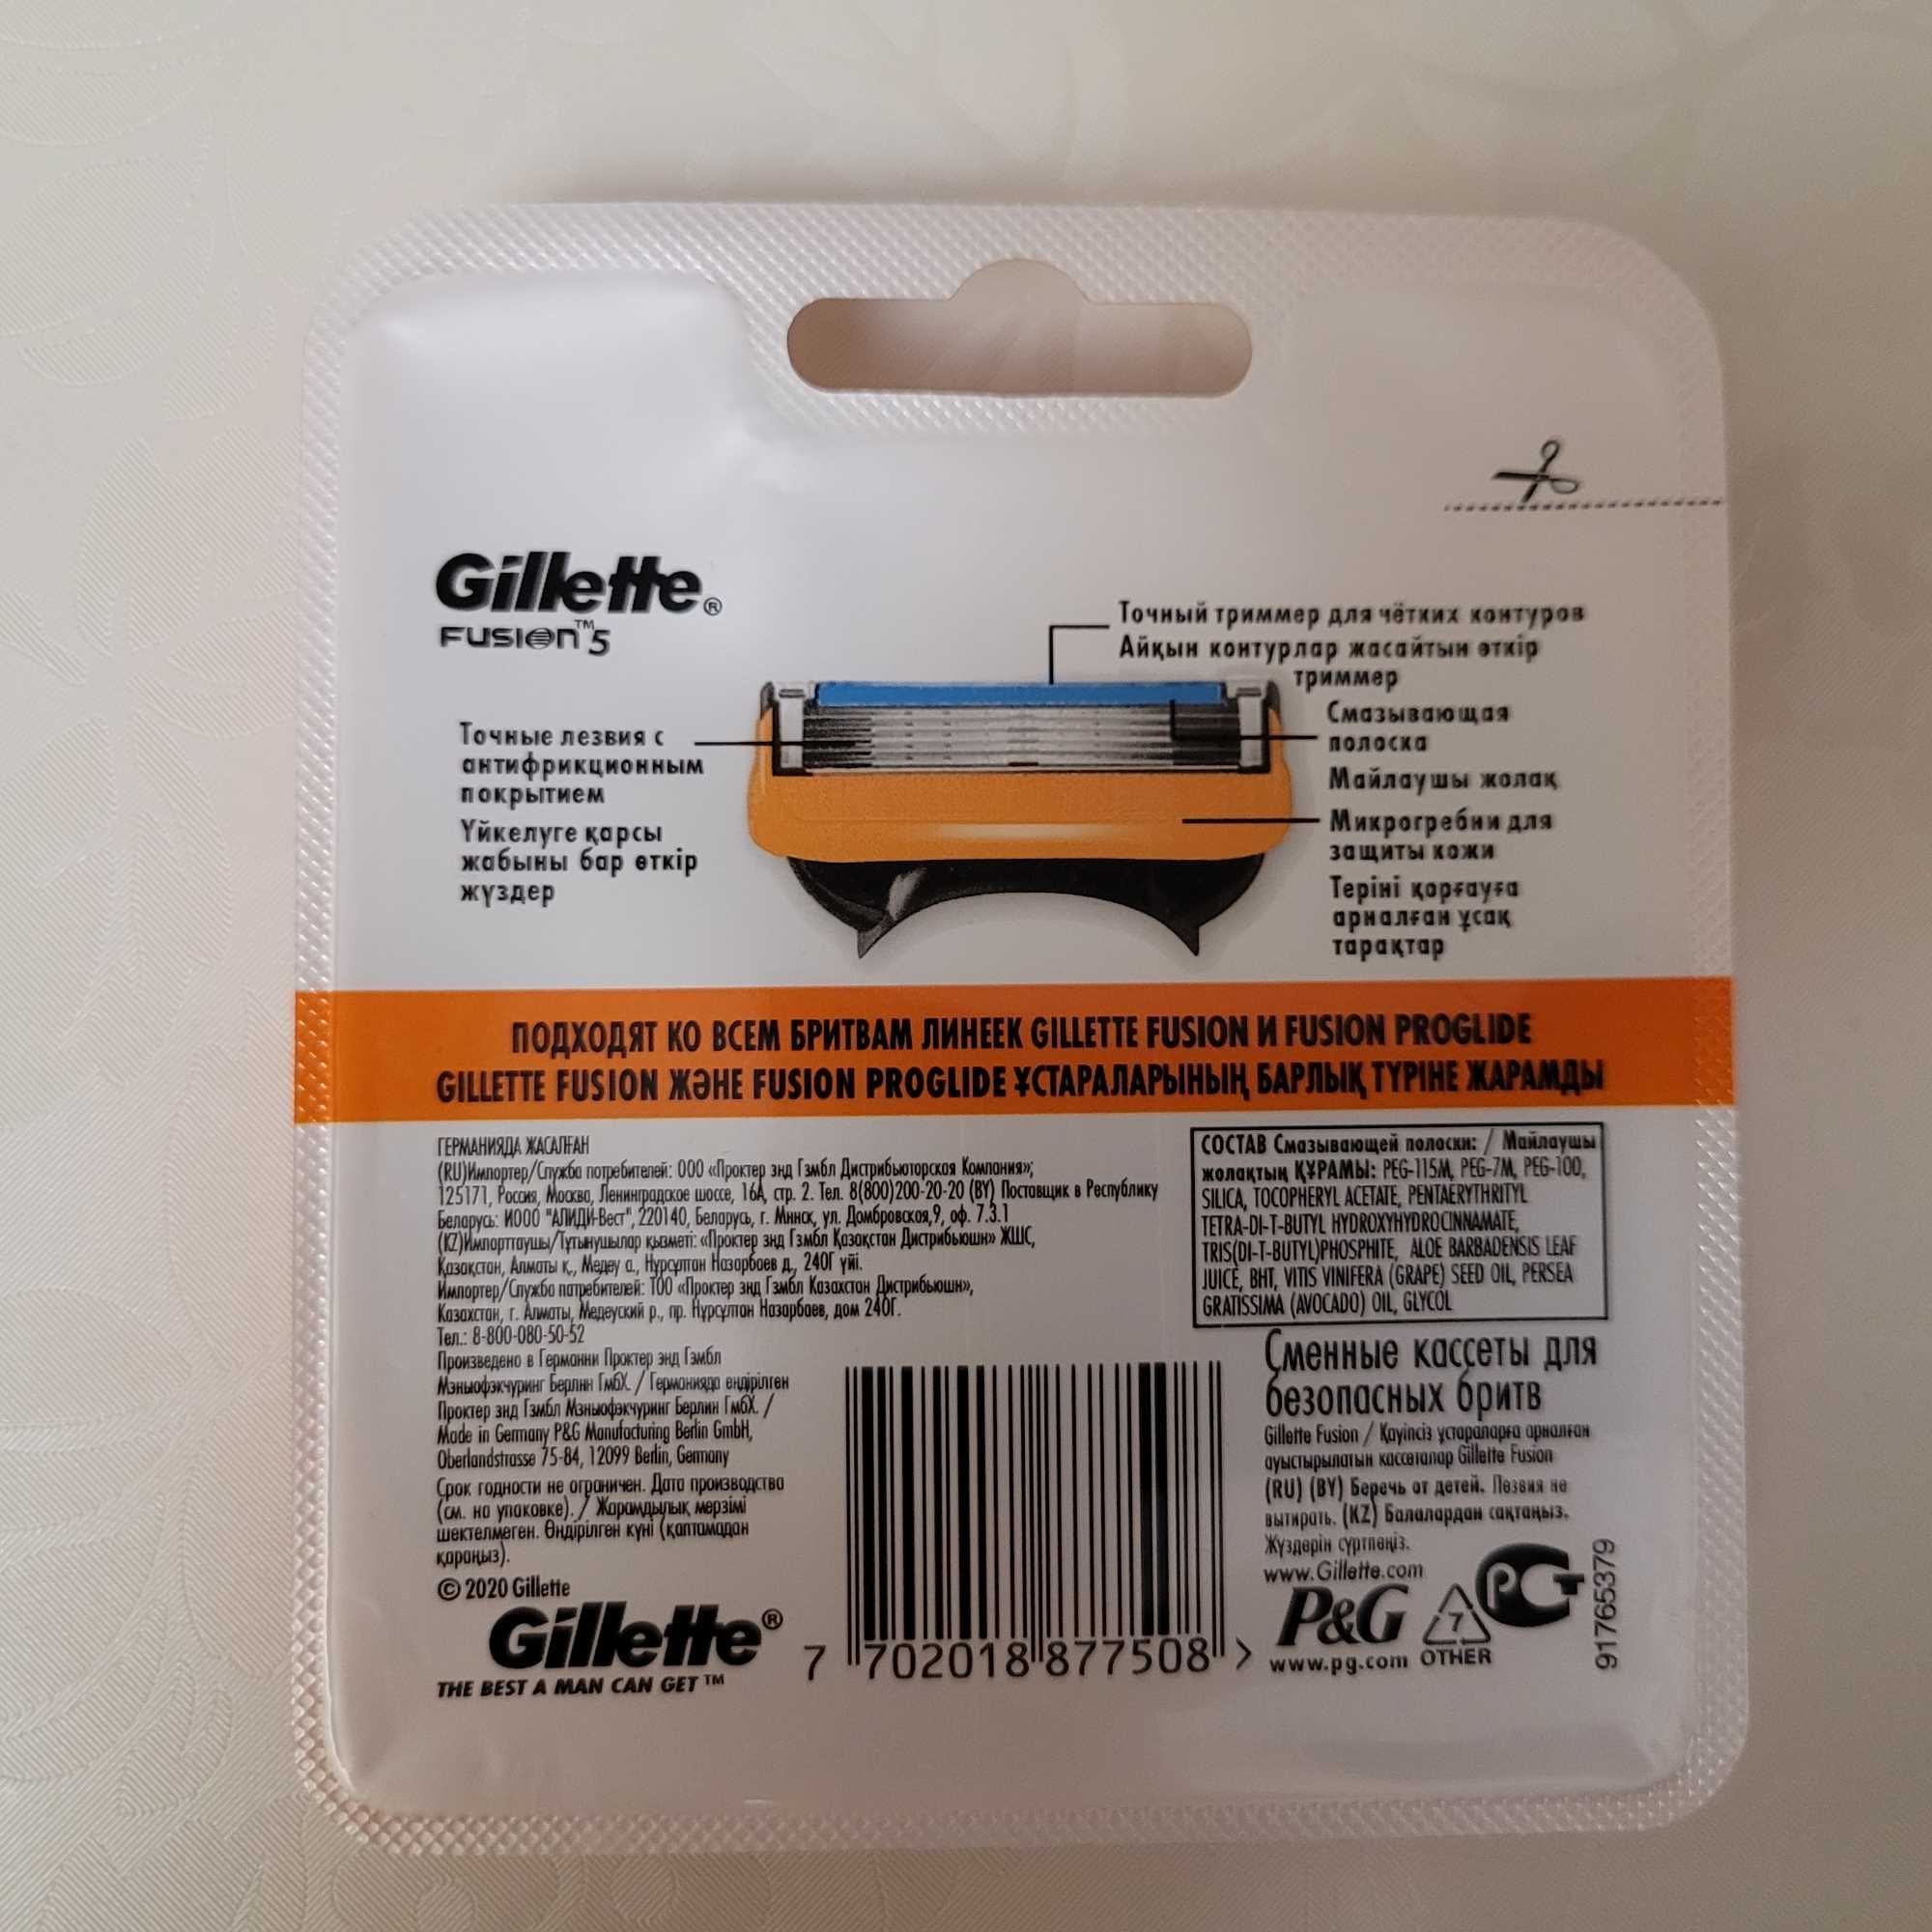 Gillette®
FUSION™5
Точный триммер для чётких контуров
Айқын контурлар жасайтын өткір
триммер
Точные лезвия с
антифрикционным
покрытием
Үйкелуге қарсы
жабыны бар өткір
жүздер
Смазывающая
полоска
Майлаушы жолақ
Микрогребни для
защиты кожи
Теріні қорғауға
арналған ұсақ
тарақтар
ПОДХОДЯТ КО ВСЕМ БРИТВАМ ЛИНЕЕК GILLETTE FUSION И FUSION PROGLIDE
GILLETTE FUSION ЖӘНЕ FUSION PROGLIDE ҰСТАРАЛАРЫНЫҢ БАРЛЫҚ ТҮРІНЕ ЖАРАМДЫ
ГЕРМАНИЯДА ЖАСАЛҒАН
(RU)Импортер/Служба потребителей: ООО «Проктер энд Гэмбл Дистрибьюторская Компания»;
125171, Россия, Москва, Ленинградское шоссе, 16А, стр. 2. Тел. 8(800)200-20-20 (BY) Поставщик в Республику
Беларусь: ИООО "АЛИДИ-Вест", 220140, Беларусь, г. Минск, ул. Домбровская,9, оф. 7.3.1
(KZ)Импорттаушы/Тұтынушылар қызметі: «Проктер энд Гэмбл Қазақстан Дистрибьюшн» ЖШС,
Қазақстан, Алматы қ., Медеу а., Нұрсұлтан Назарбаев д., 240Г үйі.
Импортер/Служба потребителей: ТОО «Проктер энд Гэмбл Казахстан Дистрибьюшн»,
Казахстан, г. Алматы, Медеуский р., пр. Нұрсұлтан Назарбаев, дом 240Г.
Тел.: 8-800-080-50-52
Произведено в Германии Проктер энд Гэмбл
Мэньюфэкчуринг Берлин ГмбХ. / Германияда өндірілген
Проктер энд Гэмбл Мэньюфэкчуринг Берлин ГмбХ. /
Made in Germany P&G Manufacturing Berlin GmbH,
Oberlandstrasse 75-84, 12099 Berlin, Germany
Срок годности не ограничен. Дата производства
(см. на упаковке). / Жарамдылық мерзімі
шектелмеген. Өндірілген күні (қаптамадан
қараңыз).
© 2020 Gillette
Gillette®
THE BEST A MAN CAN GET™
7 702018 877508 >
СОСТАВ Смазывающей полоски: / Майлаушы
жолақтың ҚҰРАМЫ: PEG-115M, PEG-7M, PEG-100,
SILICA, TOCOPHERYL ACETATE, PENTAERYTHRITYL
TETRA-DI-T-BUTYL HYDROXYHYDROCINNAMATE,
TRIS(DI-T-BUTYL)PHOSPHITE, ALOE BARBADENSIS LEAF
JUICE, BHT, VITIS VINIFERA (GRAPE) SEED OIL, PERSEA
GRATISSIMA (AVOCADO) OIL, GLYCOL
Сменные кассеты для
безопасных бритв
Gillette Fusion / Қауіпсіз ұстараларға арналған
ауыстырылатын кассеталар Gillette Fusion
(RU) (BY) Беречь от детей. Лезвия не
вытирать. (KZ) Балалардан сақтаңыз.
Жүздерін сүртпеңіз.
www.Gillette.com
P&G
www.pg.com
7
OTHER
РСТ
91765379